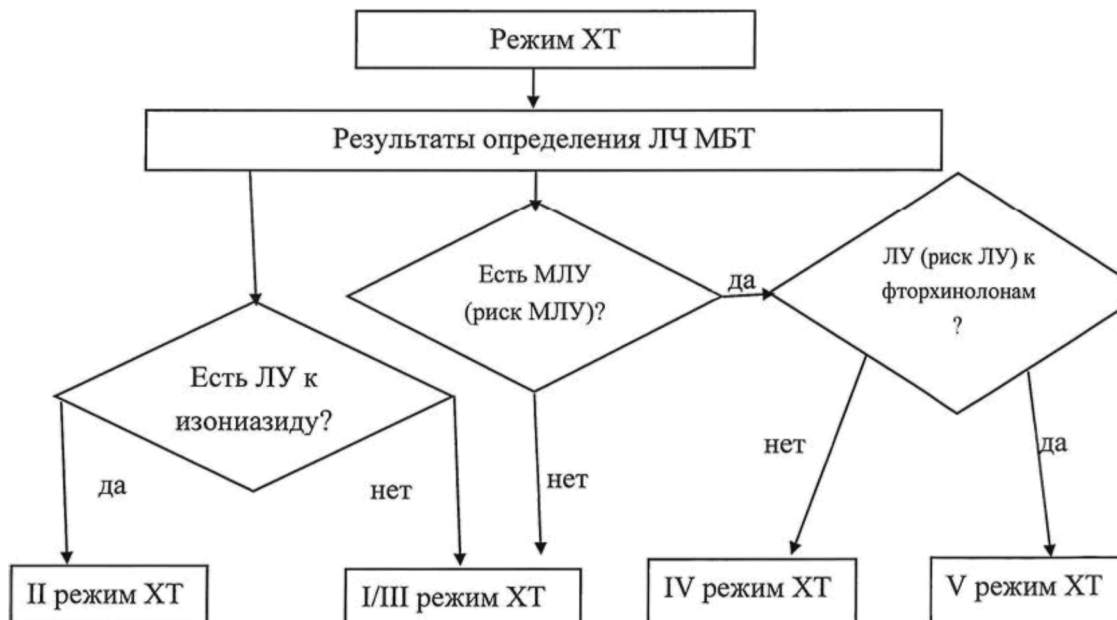 Режим ХТ
Результаты определения ЛЧ МБТ
Есть МЛУ
(риск МЛУ)?
да
ЛУ (риск ЛУ) к
фторхинолонам
?
Есть ЛУ к
изониазиду?
да
нет
нет
нет
да
II режим ХТ
I/III режим ХТ
IV режим ХТ
V режим ХТ